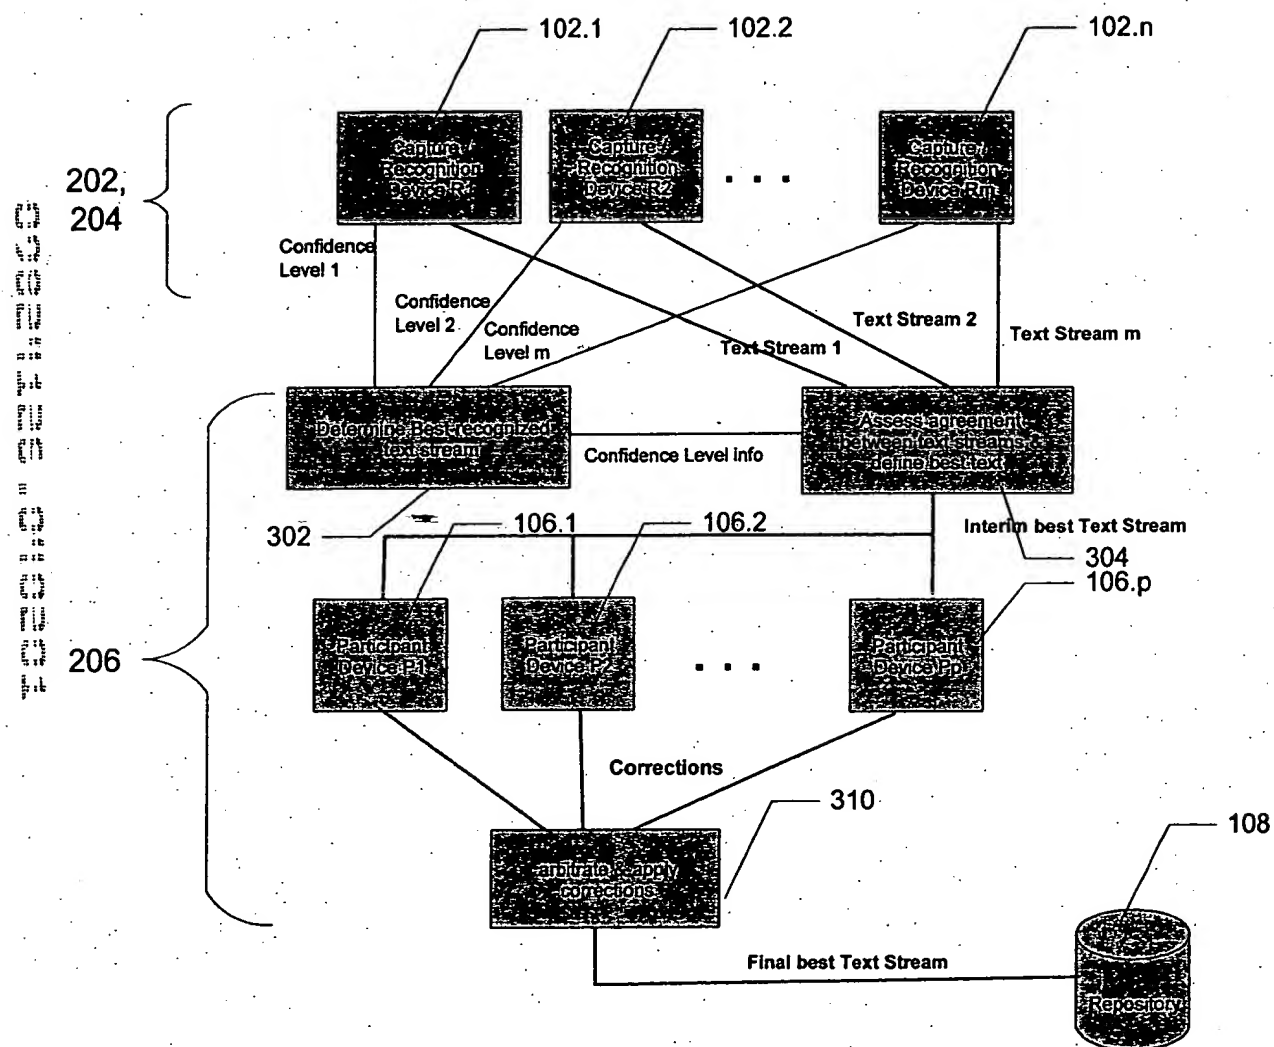 102.1
102.2
102.n
Capture /
Recognition
Device R1
Capture /
Recognition
Device R2
. . .
Capture /
Recognition
Device Rm
202,
204
Confidence
Level 1
Confidence
Level 2
Confidence
Level m
Text Stream 1
Text Stream 2
Text Stream m
Determine Best-recognized
text stream
Confidence Level info
Assess agreement
between text streams
define best text
302
106.1
106.2
Interim best Text Stream
304
106.p
Participant
Device P1
Participant
Device P2
. . .
Participant
Device Pp
206
Corrections
310
arbitrate & apply
corrections
108
Final best Text Stream
Repository